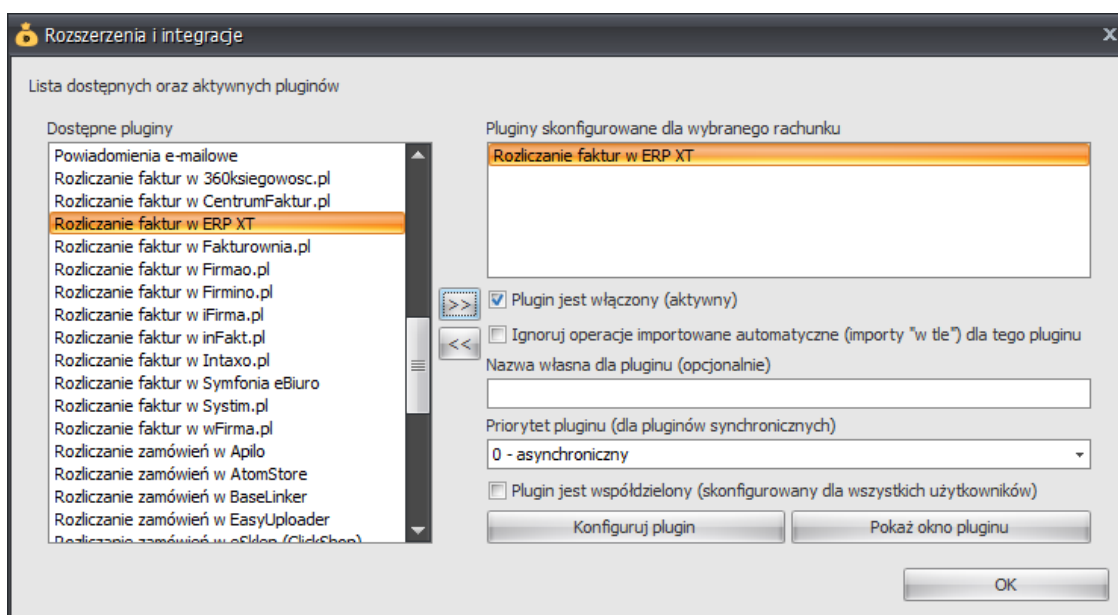 Rozszerzenia i integracje
x
Lista dostępnych oraz aktywnych pluginów
Dostępne pluginy
Powiadomienia e-mailowe
Rozliczanie faktur w 360ksiegowosc.pl
Rozliczanie faktur w CentrumFaktur.pl
Rozliczanie faktur w ERP XT
Rozliczanie faktur w Fakturownia.pl
Rozliczanie faktur w Firmao.pl
Rozliczanie faktur w Firmino.pl
Rozliczanie faktur w iFirma.pl
Rozliczanie faktur w inFakt.pl
Rozliczanie faktur w Intaxo.pl
Rozliczanie faktur w Symfonia eBiuro
Rozliczanie faktur w Systim.pl
Rozliczanie faktur w wFirma.pl
Rozliczanie zamówień w Apilo
Rozliczanie zamówień w AtomStore
Rozliczanie zamówień w BaseLinker
Rozliczanie zamówień w EasyUploader
Rozliczanie zamówień w eSklep (ClickShop)
>>
<<
Pluginy skonfigurowane dla wybranego rachunku
Rozliczanie faktur w ERP XT
Plugin jest włączony (aktywny)
Ignoruj operacje importowane automatyczne (importy "w tle") dla tego pluginu
Nazwa własna dla pluginu (opcjonalnie)
Priorytet pluginu (dla pluginów synchronicznych)
0 - asynchroniczny
Plugin jest współdzielony (skonfigurowany dla wszystkich użytkowników)
Konfiguruj plugin
Pokaż okno pluginu
OK